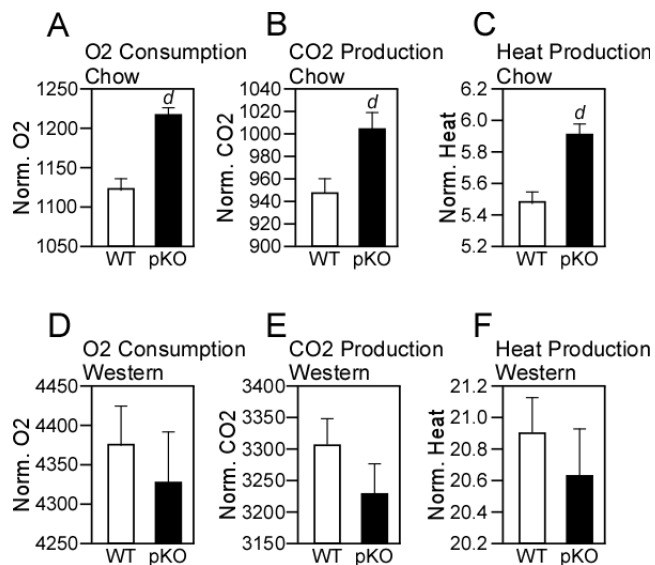 A
O2 Consumption
Chow
Norm. O2
1250
1200
1150
1100
1050
d
WT pKO
B
CO2 Production
Chow
Norm. CO2
1040
1020
1000
980
960
940
920
900
d
WT pKO
C
Heat Production
Chow
Norm. Heat
6.2
6.0
5.8
5.6
5.4
5.2
d
WT pKO
D
O2 Consumption
Western
Norm. O2
4450
4400
4350
4300
4250
WT pKO
E
CO2 Production
Western
Norm. CO2
3400
3350
3300
3250
3200
3150
WT pKO
F
Heat Production
Western
Norm. Heat
21.2
21.0
20.8
20.6
20.4
20.2
WT pKO